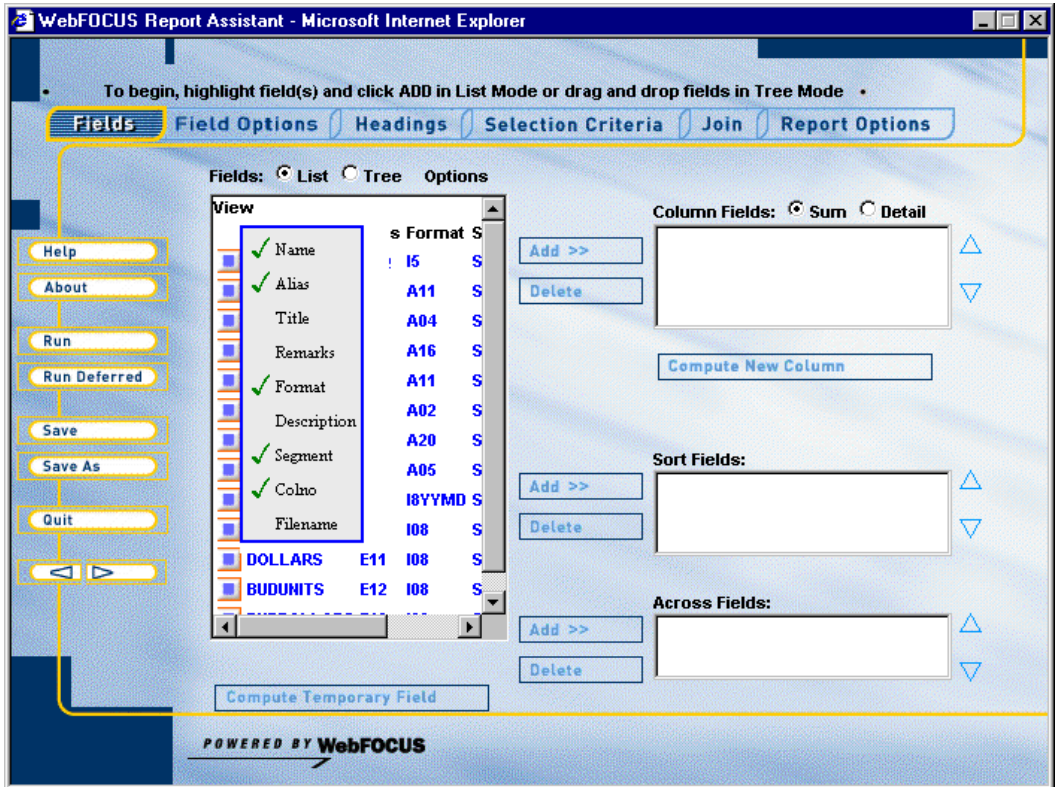 WebFOCUS Report Assistant - Microsoft Internet Explorer
• To begin, highlight field(s) and click ADD in List Mode or drag and drop fields in Tree Mode •
Fields Field Options Headings Selection Criteria Join Report Options
Fields: List Tree Options
View
s Format S
Name
Alias
Title
Remarks
Format
Description
Segment
Colno
Filename
I5 S
A11 S
A04 S
A16 S
A11 S
A02 S
A20 S
A05 S
I8YYMD S
I08 S
DOLLARS E11 I08 S
BUDUNITS E12 I08 S
Compute Temporary Field
Help
About
Run
Run Deferred
Save
Save As
Quit
Column Fields: Sum Detail
Add >>
Delete
Compute New Column
Sort Fields:
Add >>
Delete
Across Fields:
Add >>
Delete
POWERED BY WebFOCUS